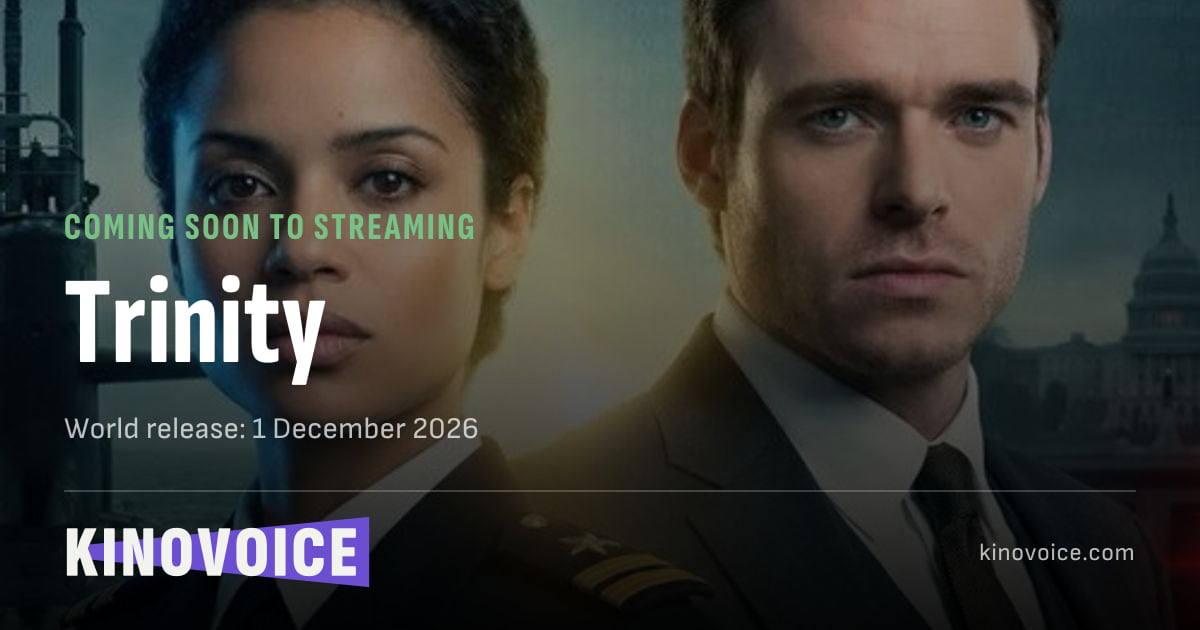 COMING SOON TO STREAMING
Trinity
World release: 1 December 2026
KINOVOICE
kinovoice.com